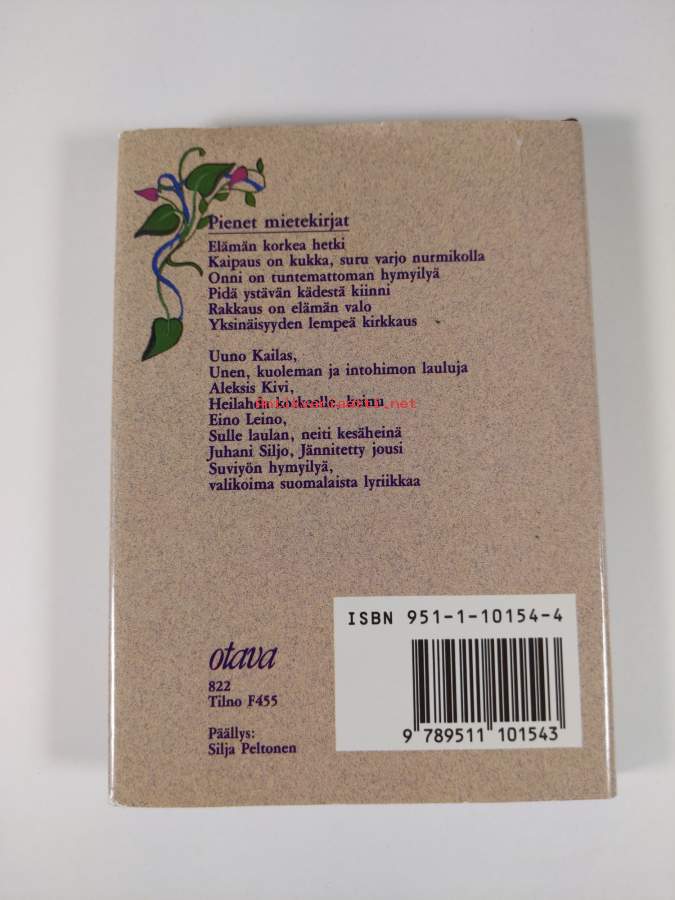 Pienet mietekirjat
Elämän korkea hetki
Kaipaus on kukka, suru varjo nurmikolla
Onni on tuntemattoman hymyilyä
Pidä ystävän kädestä kiinni
Rakkaus on elämän valo
Yksinäisyyden lempeä kirkkaus
Uuno Kailas,
Unen, kuoleman ja intohimon lauluja
Aleksis Kivi,
Heilahda, keinu
Eino Leino,
Sulle laulan, neiti kesäheinä
Juhani Siljo, Jännitetty jousi
Suviyön hymyilyä,
valikoima suomalaista lyriikkaa
otava
822
Tilno F455
Päällys:
Silja Peltonen
ISBN 951-1-10154-4
9 789511 101543